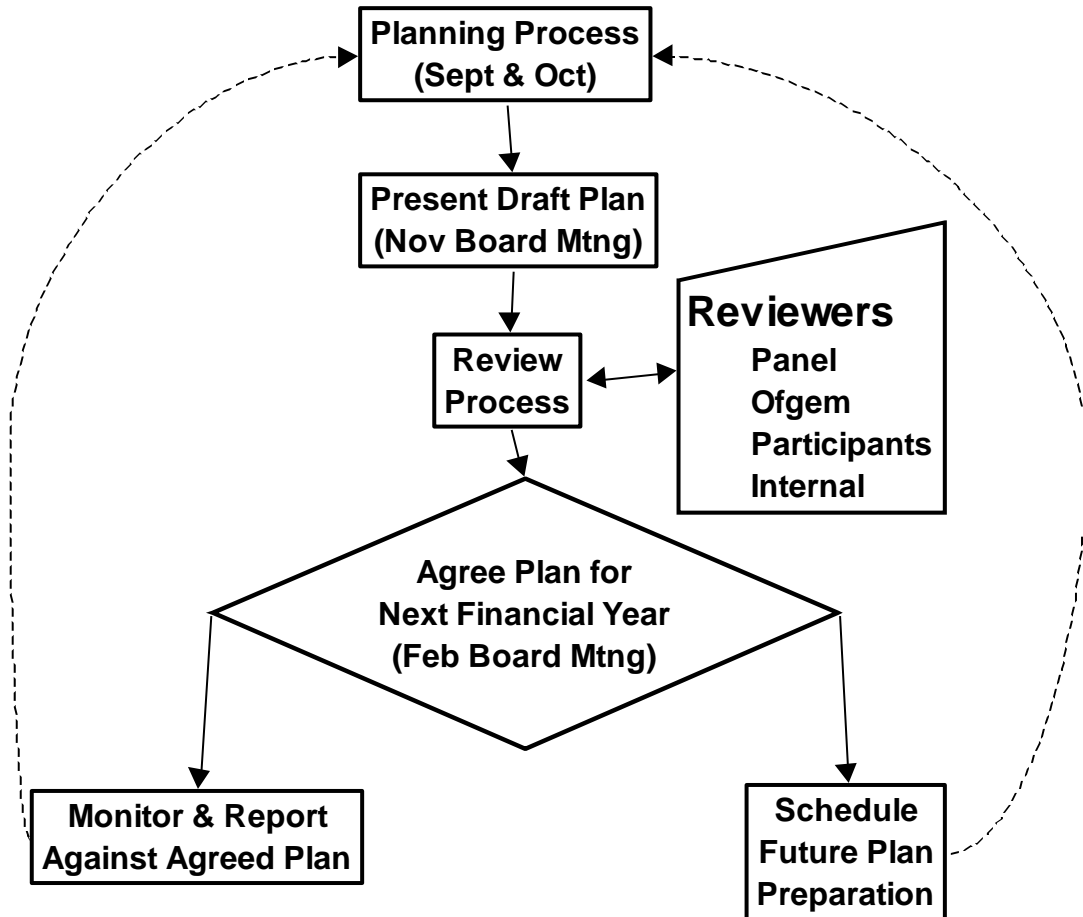 Planning Process
(Sept & Oct)
Present Draft Plan
(Nov Board Mtng)
Review
Process
Reviewers
Panel
Ofgem
Participants
Internal
Agree Plan for
Next Financial Year
(Feb Board Mtng)
Monitor & Report
Against Agreed Plan
Schedule
Future Plan
Preparation